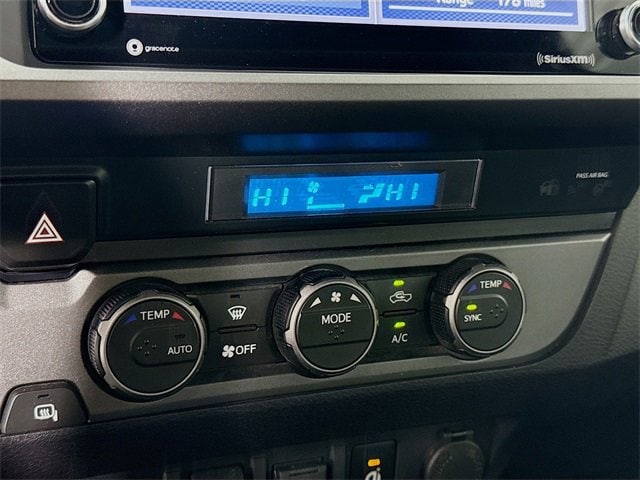 Range 178 miles
gracenote
SiriusXM
HI HI
PASS AIR BAG
TEMP
AUTO
OFF
MODE
A/C
TEMP
SYNC